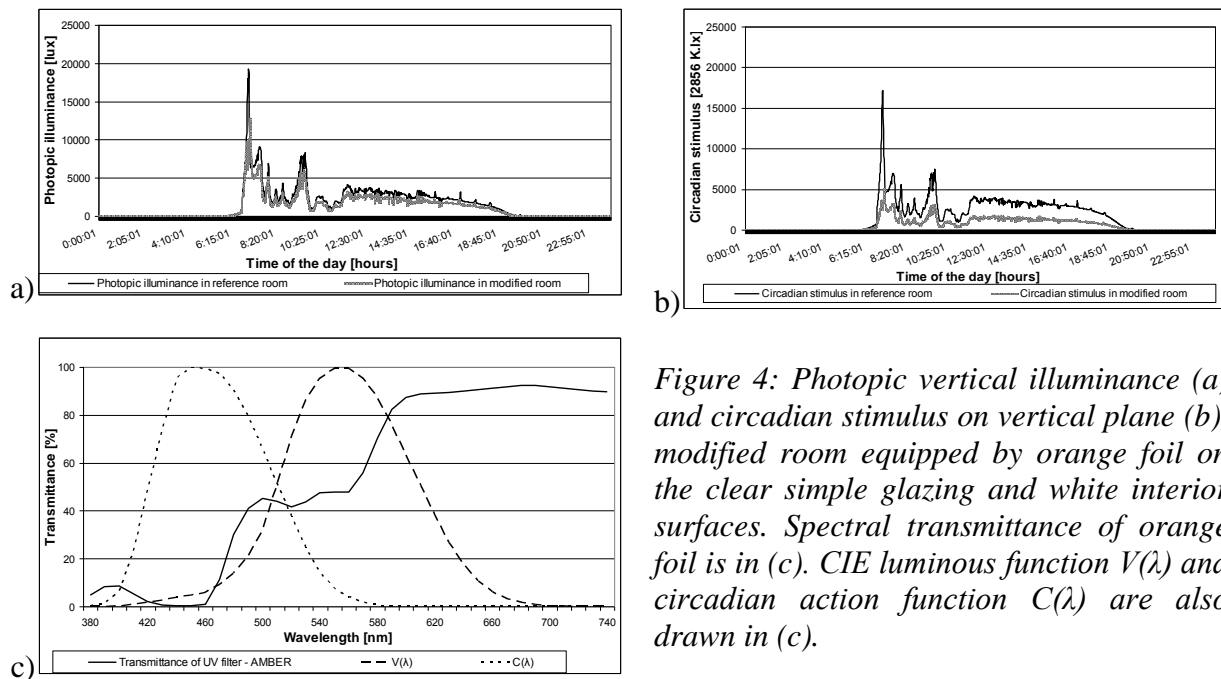 25000
20000
15000
10000
5000
0
Photopic illuminance [lux]
0:00:01
2:05:01
4:10:01
6:15:01
8:20:01
10:25:01
12:30:01
14:35:01
16:40:01
18:45:01
20:50:01
22:55:01
Time of the day [hours]
Photopic illuminance in reference room
Photopic illuminance in modified room
a)
25000
20000
15000
10000
5000
0
Circadian stimulus [2856 K.lx]
0:00:01
2:05:01
4:10:01
6:15:01
8:20:01
10:25:01
12:30:01
14:35:01
16:40:01
18:45:01
20:50:01
22:55:01
Time of the day [hours]
Circadian stimulus in reference room
Circadian stimulus in modified room
b)
100
80
60
40
20
0
Transmittance [%]
380
420
460
500
540
580
620
660
700
740
Wavelength [nm]
Transmittance of UV filter - AMBER
V(λ)
C(λ)
c)
Figure 4: Photopic vertical illuminance (a)
and circadian stimulus on vertical plane (b)
modified room equipped by orange foil on
the clear simple glazing and white interior
surfaces. Spectral transmittance of orange
foil is in (c). CIE luminous function V(λ) and
circadian action function C(λ) are also
drawn in (c).